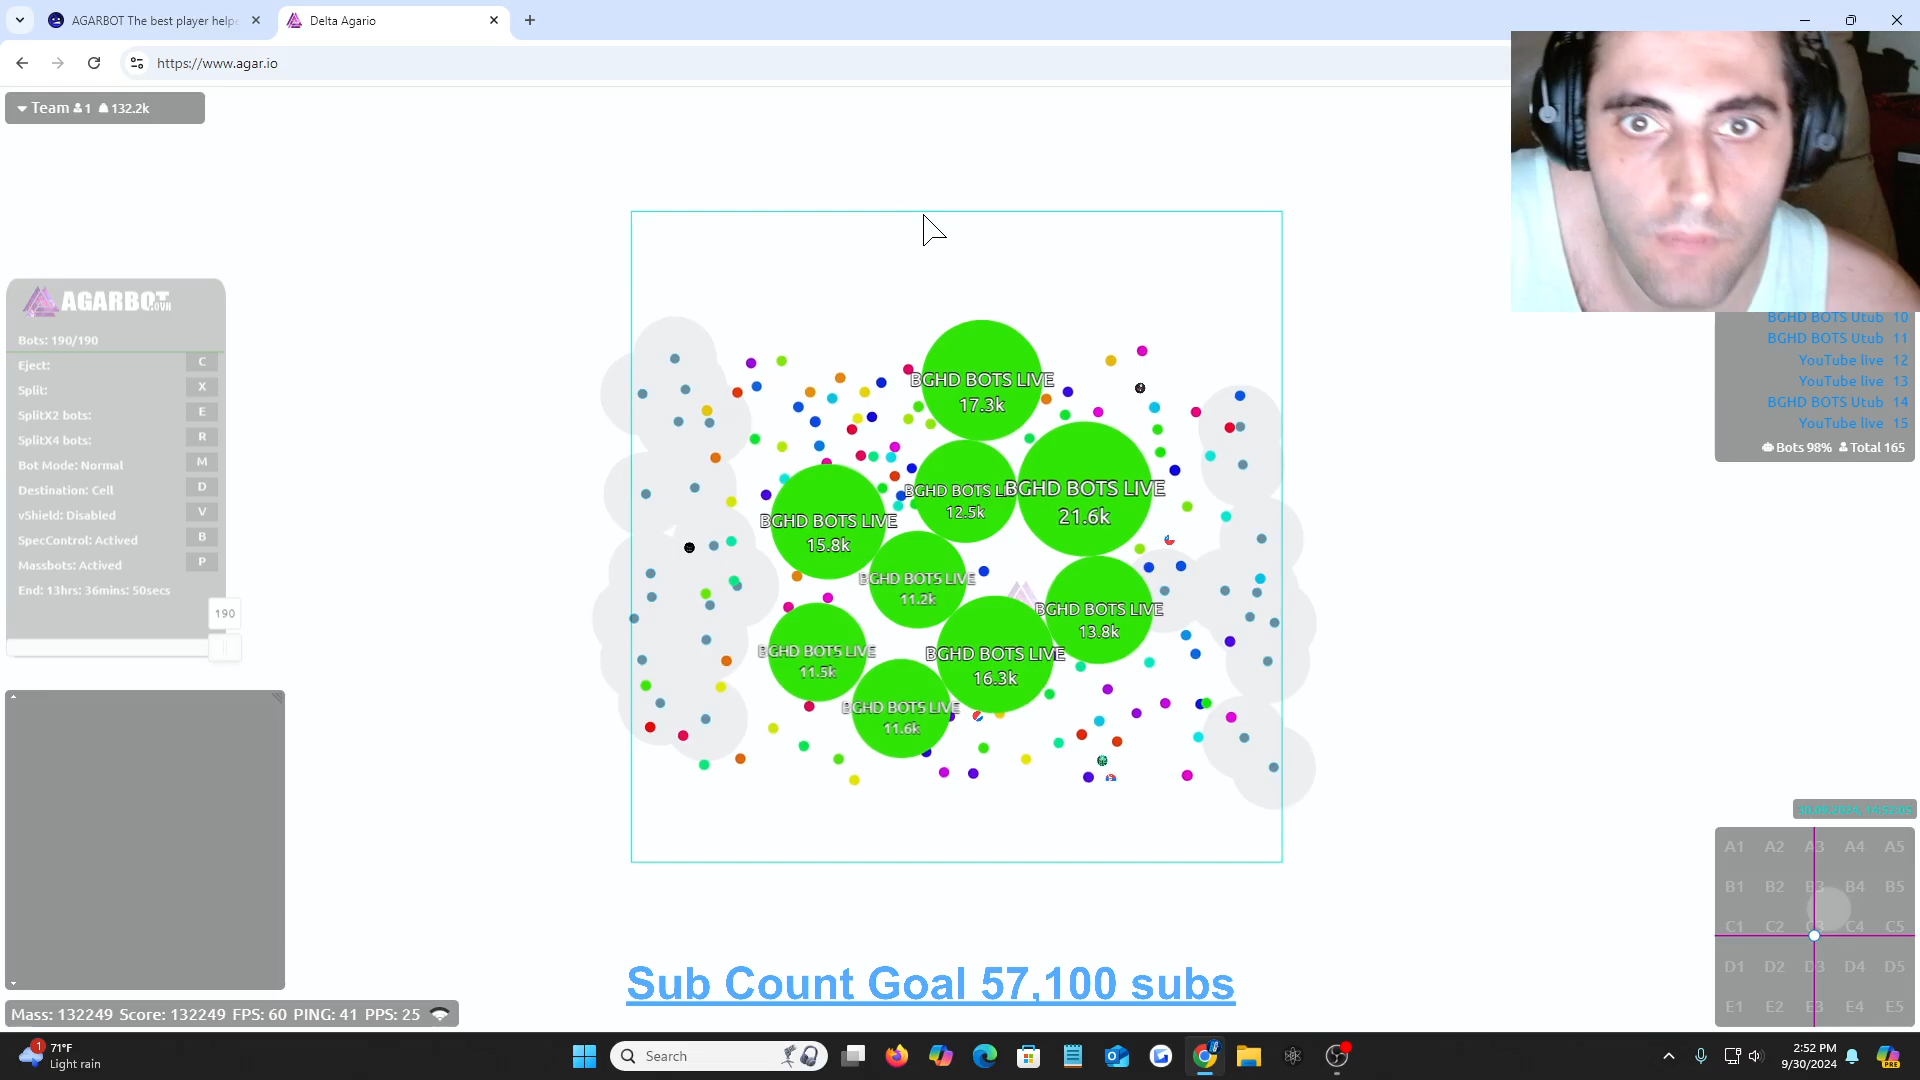 AGARBOT The best player helpe
Delta Agario
https://www.agar.io
Team 1 132.2k
AGARBOT
Bots: 190/190
Eject: C
Split: X
SplitX2 bots: E
SplitX4 bots: R
Bot Mode: Normal M
Destination: Cell D
vShield: Disabled V
SpecControl: Actived B
Massbots: Actived P
End: 13hrs: 36mins: 50secs
190
BGHD BOTS LIVE
17.3k
BGHD BOTS LIVE
21.6k
BGHD BOTS LI
12.5k
BGHD BOTS LIVE
15.8k
BGHD BOTS LIVE
11.2k
BGHD BOTS LIVE
13.8k
BGHD BOTS LIVE
11.5k
BGHD BOTS LIVE
16.3k
BGHD BOTS LIVE
11.6k
BGHD BOTS Utub 10
BGHD BOTS Utub 11
YouTube live 12
YouTube live 13
BGHD BOTS Utub 14
YouTube live 15
Bots 98% Total 165
A1 A2 A3 A4 A5
B1 B2 B3 B4 B5
C1 C2 C3 C4 C5
D1 D2 D3 D4 D5
E1 E2 E3 E4 E5
Sub Count Goal 57,100 subs
Mass: 132249 Score: 132249 FPS: 60 PING: 41 PPS: 25
1
71°F
Light rain
Search
2:52 PM
9/30/2024